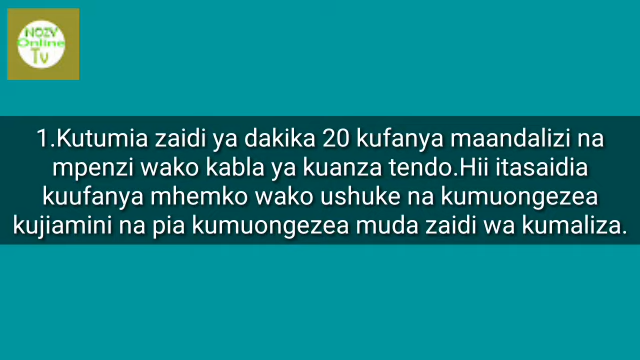 NOZY
Online
Tv
1.Kutumia zaidi ya dakika 20 kufanya maandalizi na
mpenzi wako kabla ya kuanza tendo.Hii itasaidia
kuufanya mhemko wako ushuke na kumuongezea
kujiamini na pia kumuongezea muda zaidi wa kumaliza.